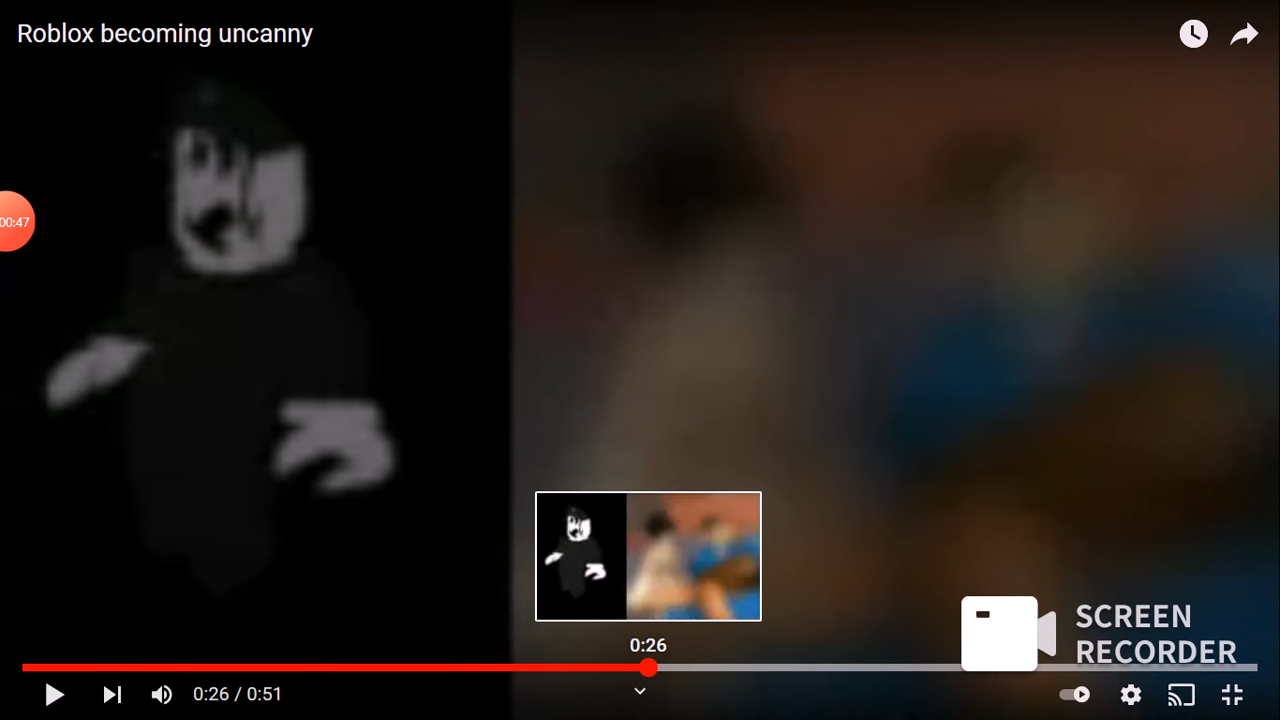 Roblox becoming uncanny
00:47
0:26
SCREEN
RECORDER
0:26 / 0:51